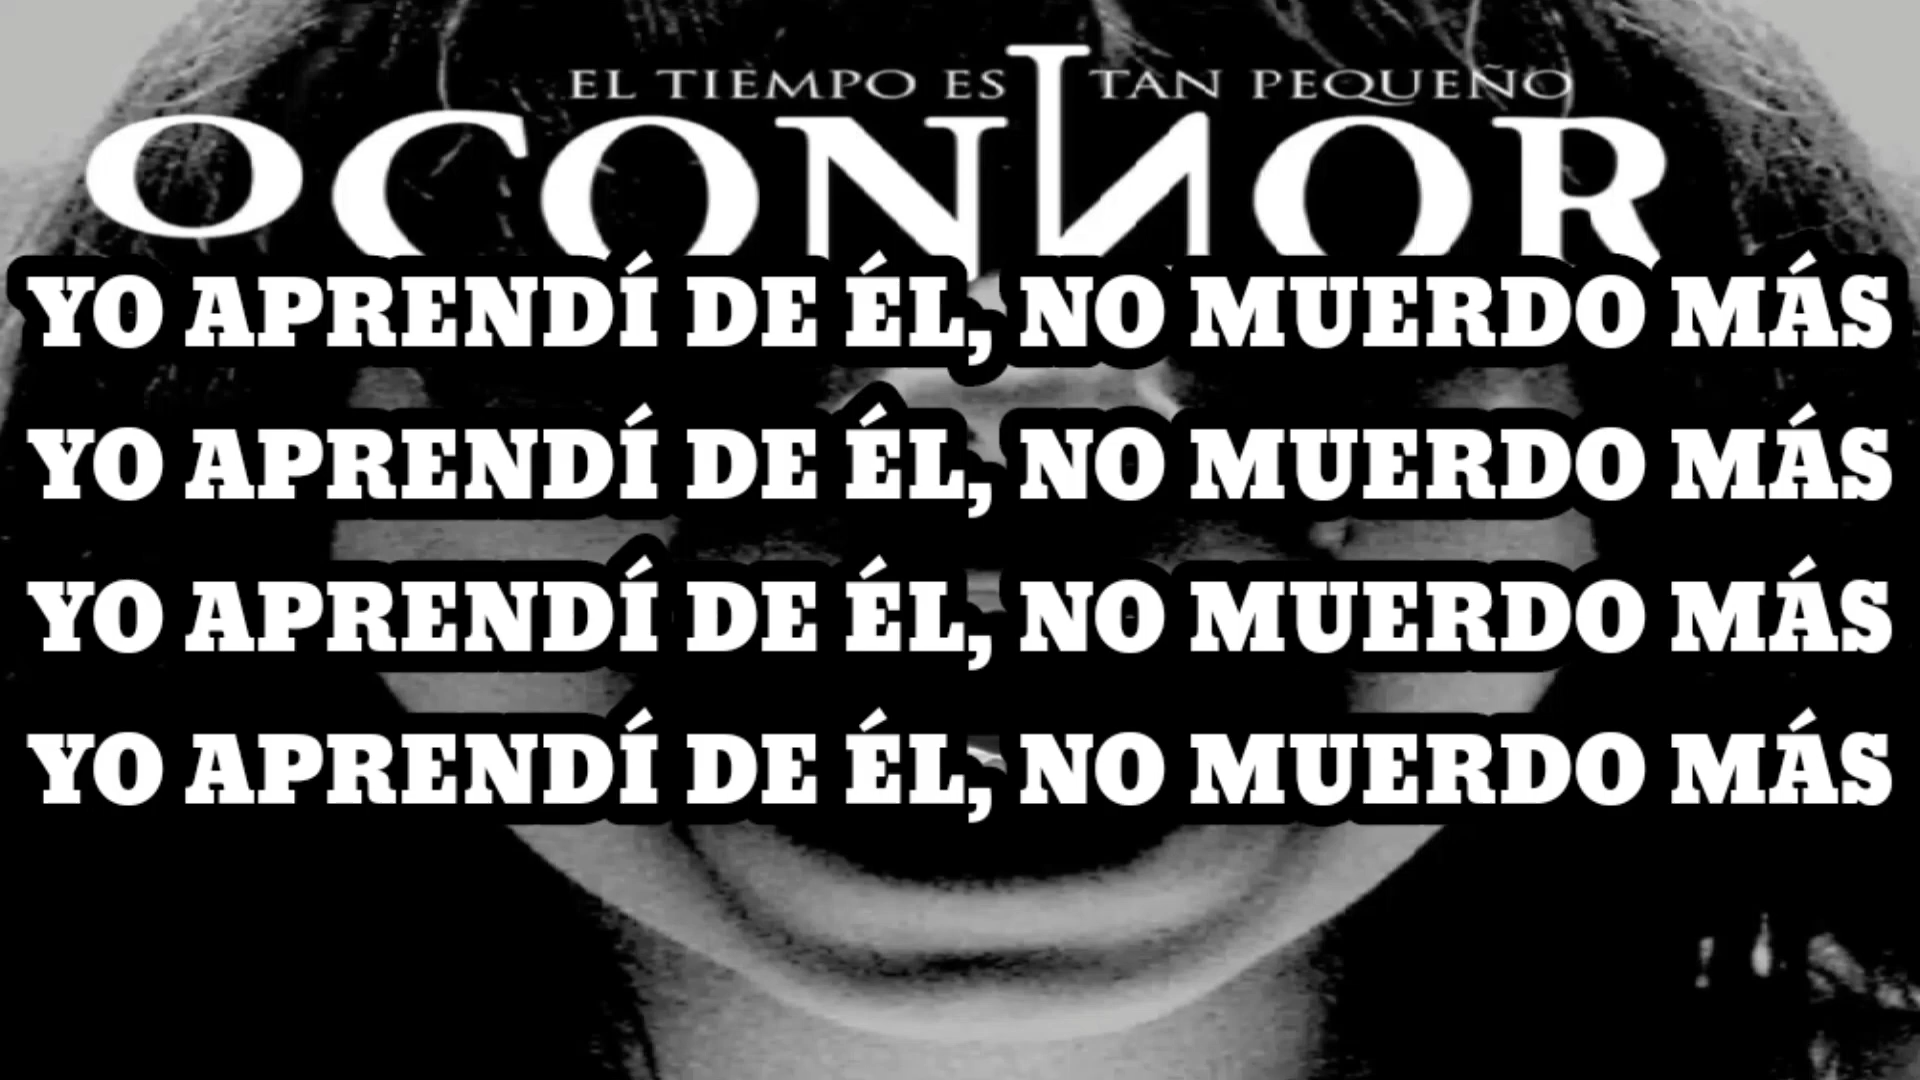 EL TIEMPO ES TAN PEQUEÑO
OCONNOR
YO APRENDÍ DE ÉL, NO MUERDO MÁS
YO APRENDÍ DE ÉL, NO MUERDO MÁS
YO APRENDÍ DE ÉL, NO MUERDO MÁS
YO APRENDÍ DE ÉL, NO MUERDO MÁS